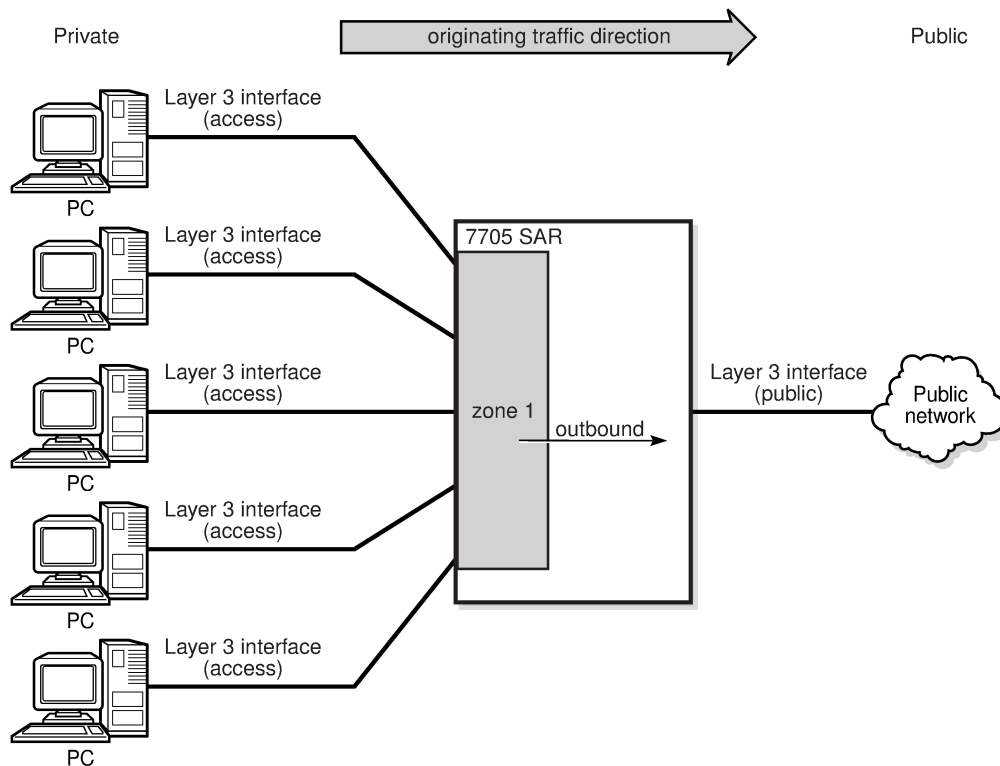 Private
originating traffic direction
Public
Layer 3 interface
(access)
PC
Layer 3 interface
(access)
PC
7705 SAR
Layer 3 interface
(access)
PC
zone 1
outbound
Layer 3 interface
(public)
Public
network
Layer 3 interface
(access)
PC
Layer 3 interface
(access)
PC